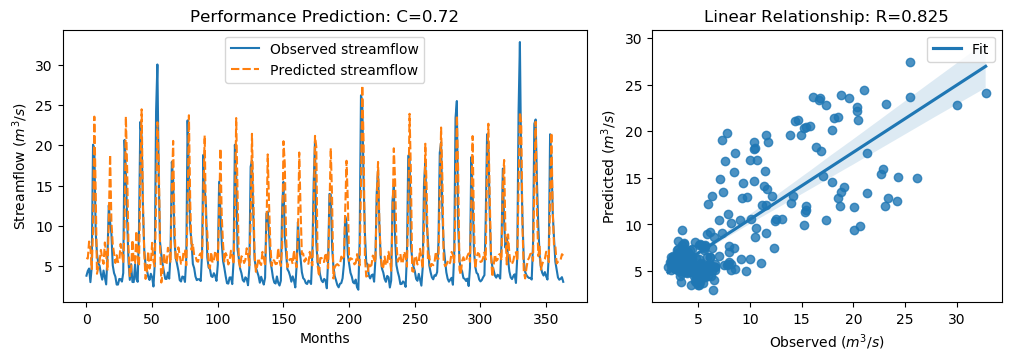 Performance Prediction: C=0.72
Observed streamflow
Predicted streamflow
Streamflow (m³/s)
30
25
20
15
10
5
0
50
100
150
200
250
300
350
Months
Linear Relationship: R=0.825
Fit
Predicted (m³/s)
30
25
20
15
10
5
5
10
15
20
25
30
Observed (m³/s)